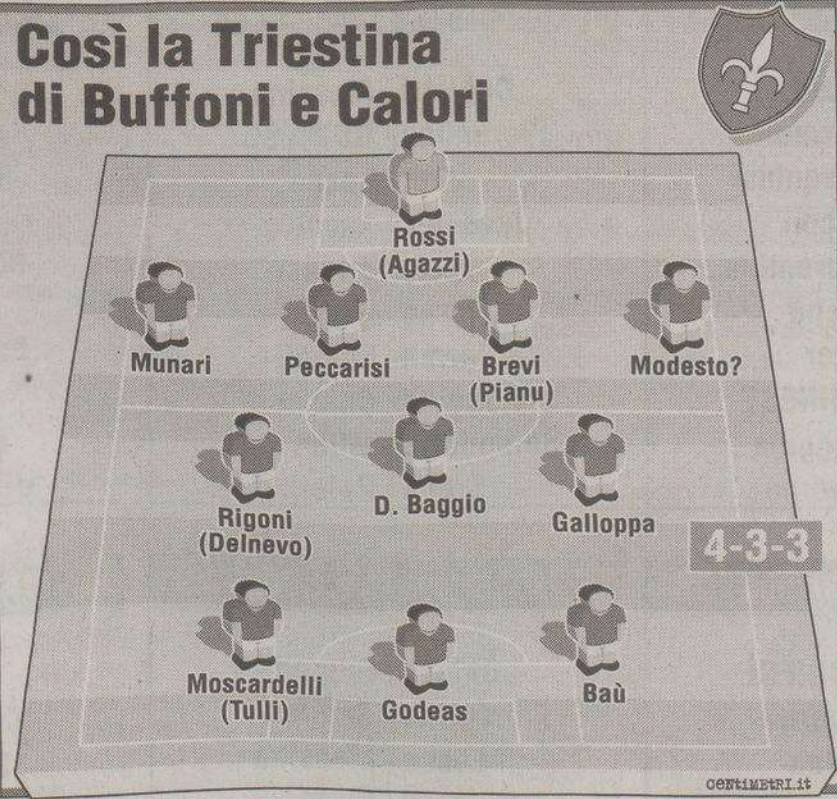 Così la Triestina
di Buffoni e Calori
Rossi
(Agazzi)
Munari
Peccarisi
Brevi
(Pianu)
Modesto?
Rigoni
(Delnevo)
D. Baggio
Galloppa
4-3-3
Moscardelli
(Tulli)
Godeas
Baù
CENTIMETRI.it